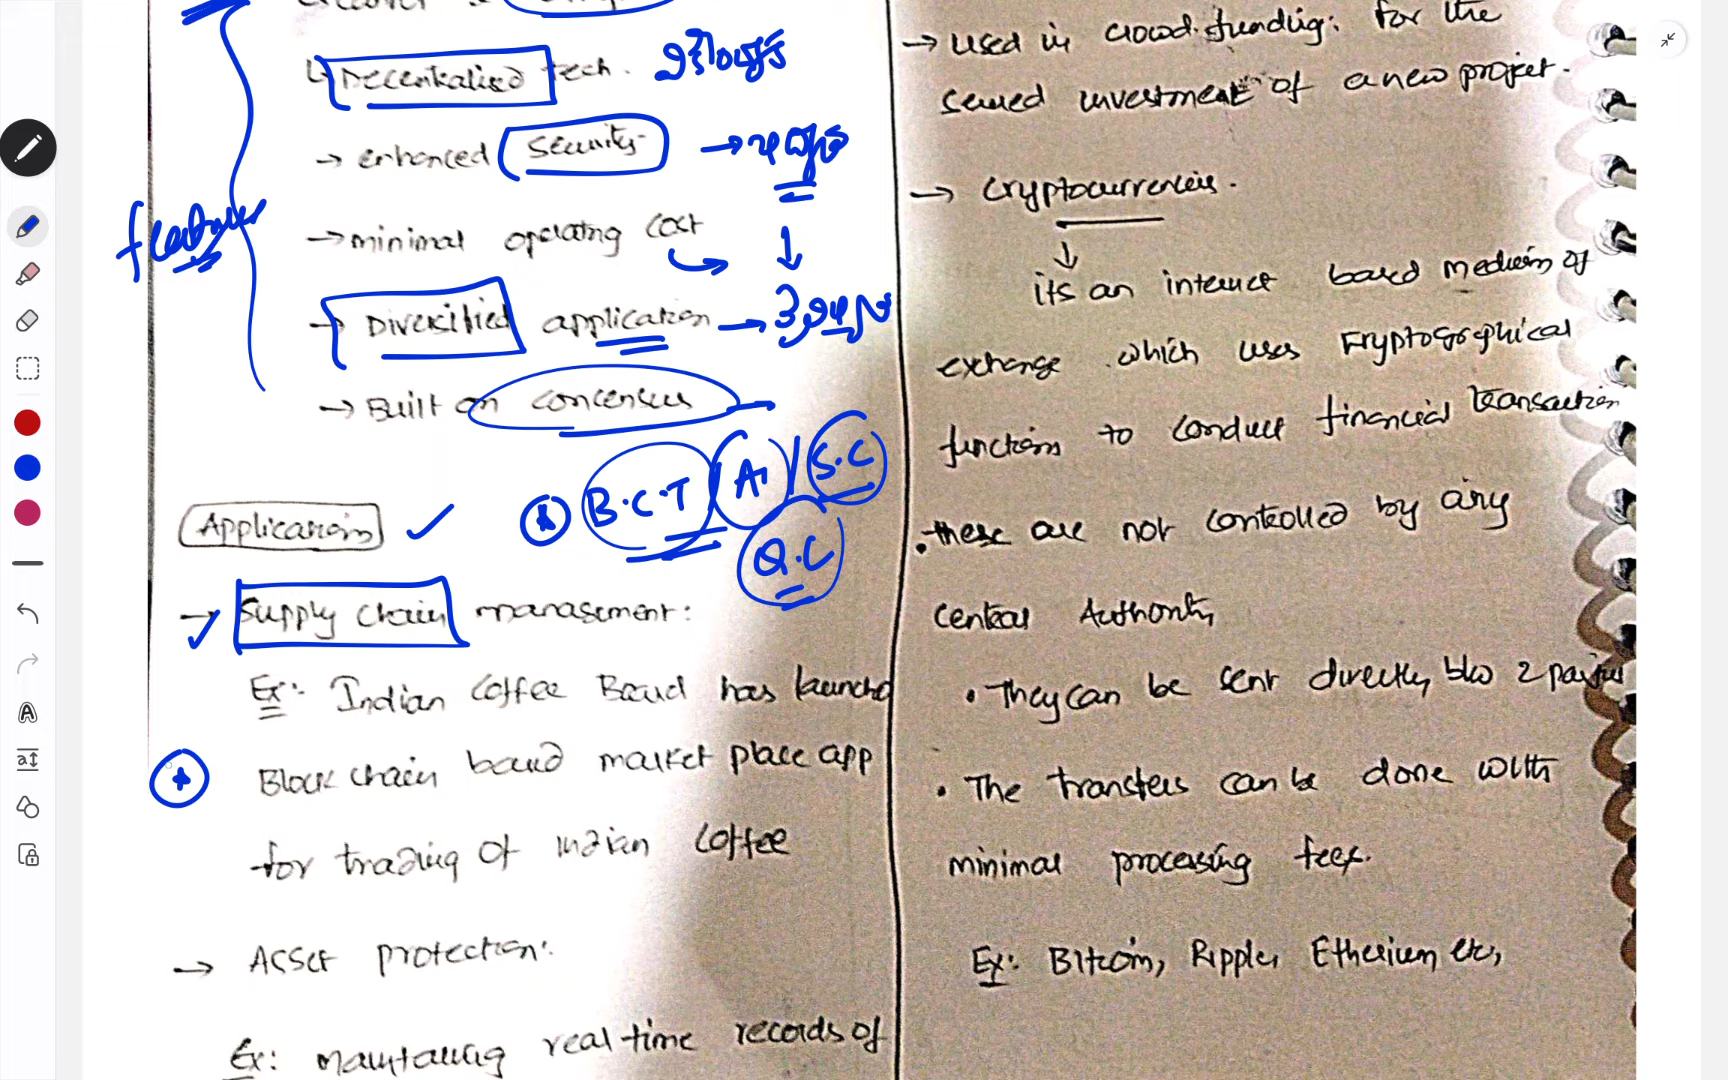 Decentralised tech.
→ enhanced Security
→ minimal operating cost
features
→ Diversified application →
→ Built on concensus
B.C.T / AI / S.C
Q.C
Applications
→ Supply chain management:
Ex: Indian Coffee Board has launched
Block chain based market place app
for trading of Indian Coffee
→ Asset protection:
Ex: maintaining real time records of
→ used in crowd funding: for the
seured investment of a new project.
→ cryptocurrencies.
its an internet based medium of
exchange which uses cryptographical
functions to conduct financial transaction
• these are not controlled by any
central Authority
• They can be sent directly b/w 2 parties
• The transfers can be done with
minimal processing fees.
Ex: Bitcoin, Ripple, Etherium etc,